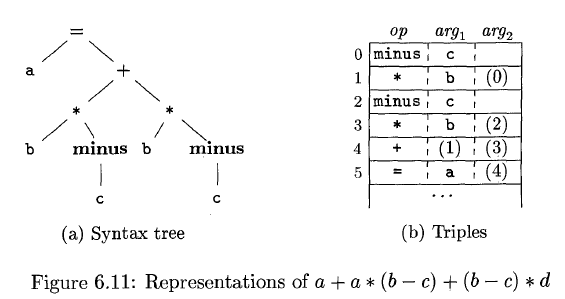 =
a +
* *
b minus b minus
c c
(a) Syntax tree
op arg1 arg2
0 minus c
1 * b (0)
2 minus c
3 * b (2)
4 + (1) (3)
5 = a (4)
...
(b) Triples
Figure 6.11: Representations of a + a * (b − c) + (b − c) * d